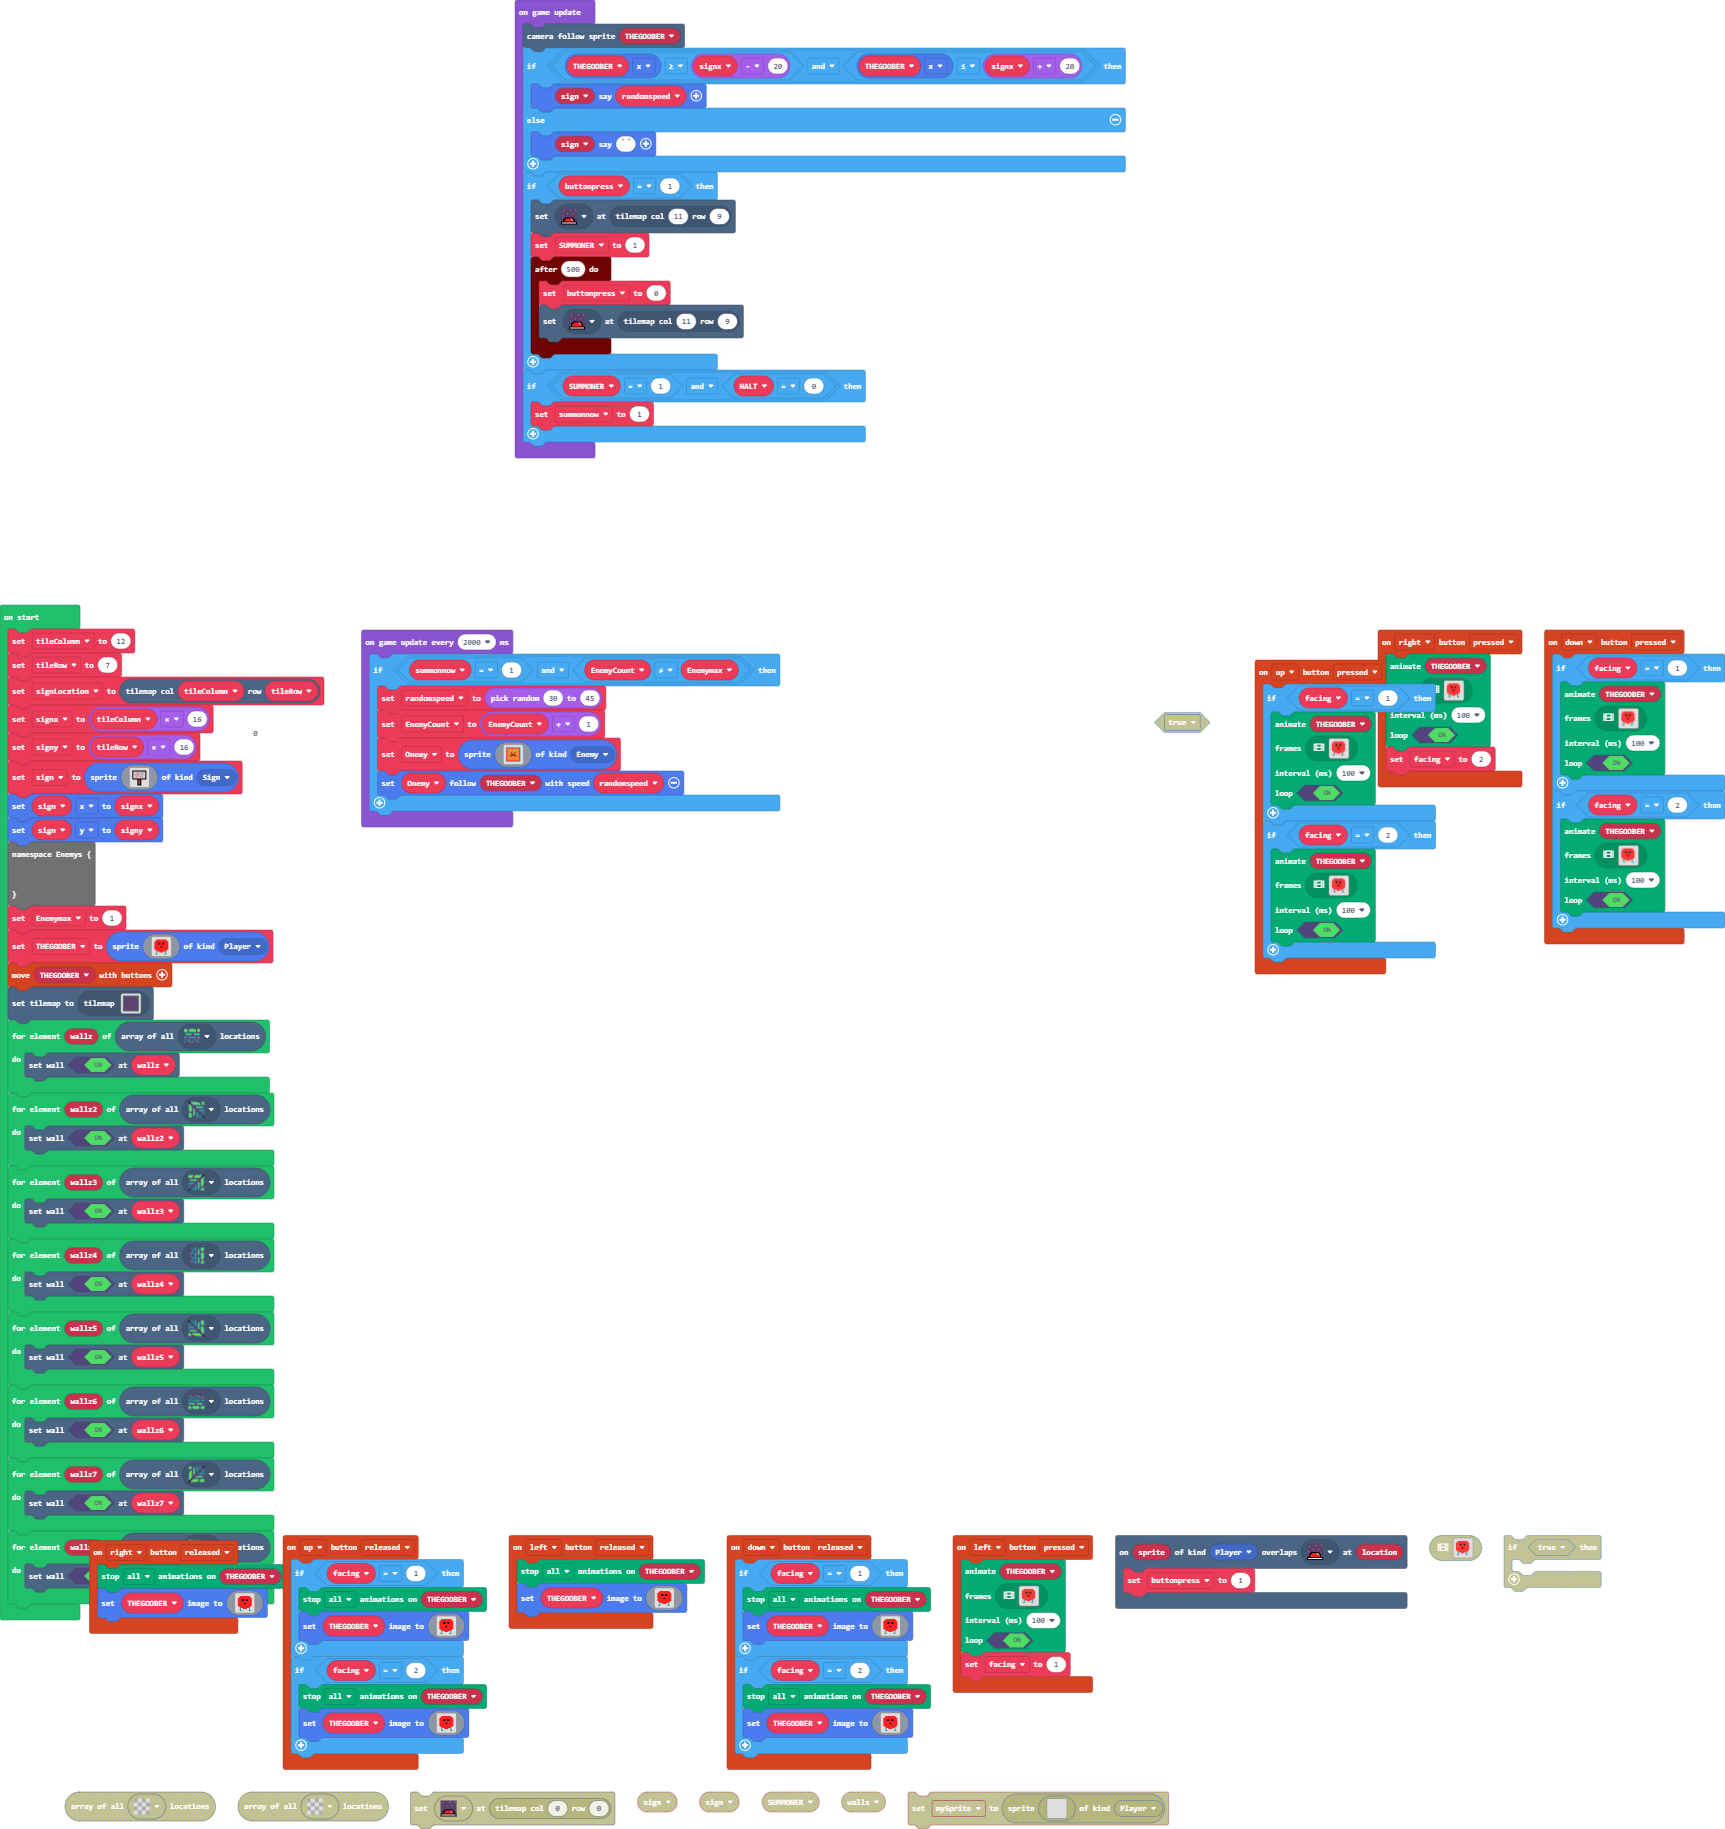 on game update
camera follow sprite THEGOOBER
if THEGOOBER x ≥ signx - 20 and THEGOOBER x ≤ signx + 20 then
sign say randomspeed
else
sign say " "
if buttonpress = 1 then
set at tilemap col 11 row 9
set SUMMONER to 1
after 500 do
set buttonpress to 0
set at tilemap col 11 row 9
if SUMMONER = 1 and HALT = 0 then
set summonnow to 1
on start
set tileColumn to 12
set tileRow to 7
set signLocation to tilemap col tileColumn row tileRow
set signx to tileColumn × 16
set signy to tileRow × 16
set sign to sprite of kind Sign
set sign x to signx
set sign y to signy
namespace Enemys {
}
set Enemymax to 1
set THEGOOBER to sprite of kind Player
move THEGOOBER with buttons
set tilemap to tilemap
for element wallz of array of all locations
do set wall ON at wallz
for element wallz2 of array of all locations
do set wall ON at wallz2
for element wallz3 of array of all locations
do set wall ON at wallz3
for element wallz4 of array of all locations
do set wall ON at wallz4
for element wallz5 of array of all locations
do set wall ON at wallz5
for element wallz6 of array of all locations
do set wall ON at wallz6
for element wallz7 of array of all locations
do set wall ON at wallz7
for element
do set wall
0
on game update every 2000 ms
if summonnow = 1 and EnemyCount ≠ Enemymax then
set randomspeed to pick random 30 to 45
set EnemyCount to EnemyCount + 1
set Onemy to sprite of kind Enemy
set Onemy follow THEGOOBER with speed randomspeed
true
on up button pressed
if facing = 1 then
animate THEGOOBER
frames
interval (ms) 100
loop ON
if facing = 2 then
animate THEGOOBER
frames
interval (ms) 100
loop ON
on right button pressed
animate THEGOOBER
interval (ms) 100
loop ON
set facing to 2
on down button pressed
if facing = 1 then
animate THEGOOBER
frames
interval (ms) 100
loop ON
if facing = 2 then
animate THEGOOBER
frames
interval (ms) 100
loop ON
on right button released
stop all animations on THEGOOBER
set THEGOOBER image to
on up button released
if facing = 1 then
stop all animations on THEGOOBER
set THEGOOBER image to
if facing = 2 then
stop all animations on THEGOOBER
set THEGOOBER image to
on left button released
stop all animations on THEGOOBER
set THEGOOBER image to
on down button released
if facing = 1 then
stop all animations on THEGOOBER
set THEGOOBER image to
if facing = 2 then
stop all animations on THEGOOBER
set THEGOOBER image to
on left button pressed
animate THEGOOBER
frames
interval (ms) 100
loop ON
set facing to 1
on sprite of kind Player overlaps at location
set buttonpress to 1
if true then
array of all locations
array of all locations
set at tilemap col 0 row 0
sign
sign
SUMMONER
walls
set mySprite to sprite of kind Player